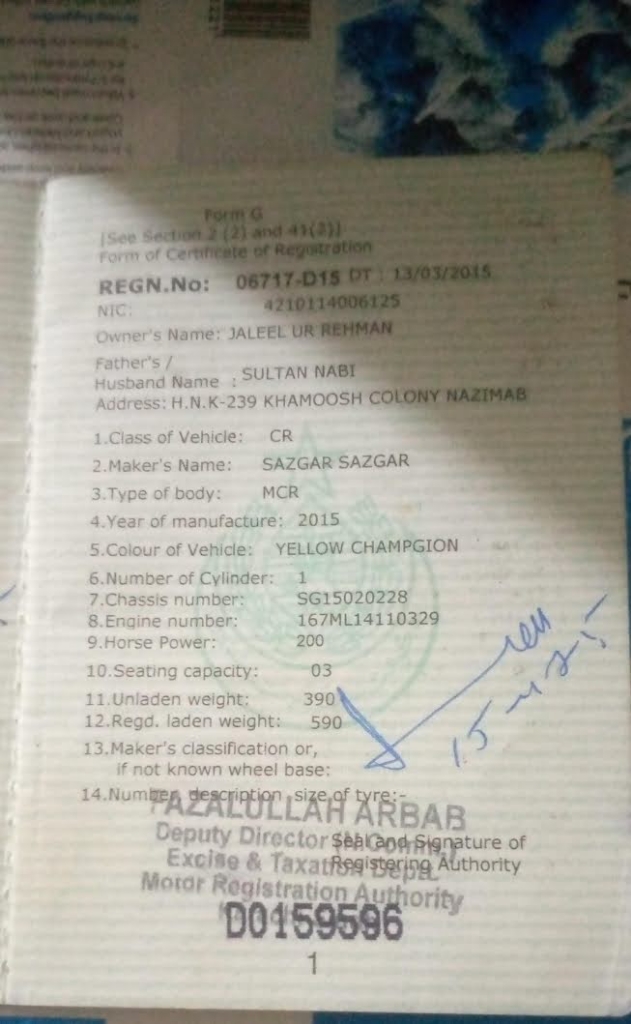 Form G
[See Section 2 (2) and 41(2)]
Form of Certificate of Registration
REGN.No: 06717-D15 DT : 13/03/2015
NIC: 4210114006125
Owner's Name: JALEEL UR REHMAN
Father's /
Husband Name : SULTAN NABI
Address: H.N.K-239 KHAMOOSH COLONY NAZIMAB
1.Class of Vehicle: CR
2.Maker's Name: SAZGAR SAZGAR
3.Type of body: MCR
4.Year of manufacture: 2015
5.Colour of Vehicle: YELLOW CHAMPGION
6.Number of Cylinder: 1
7.Chassis number: SG15020228
8.Engine number: 167ML14110329
9.Horse Power: 200
10.Seating capacity: 03
11.Unladen weight: 390
12.Regd. laden weight: 590
13.Maker's classification or,
if not known wheel base:
14.Number, description size of tyre:-
FAZALULLAH ARBAB
Deputy Director
Seal and Signature of
Excise & Taxation Deptt.
Registering Authority
Motor Registration Authority
D0159596
1